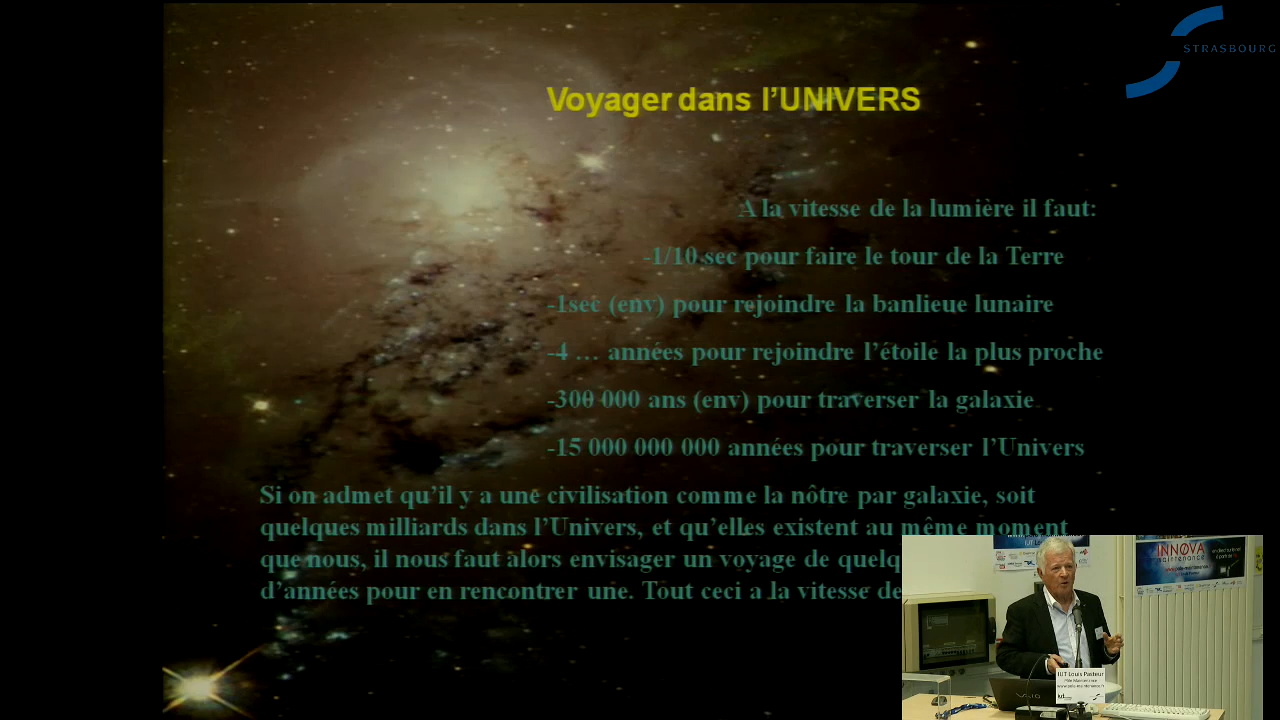 STRASBOURG
Voyager dans l'UNIVERS
A la vitesse de la lumière il faut:
-1/10 sec pour faire le tour de la Terre
-1sec (env) pour rejoindre la banlieue lunaire
-4 … années pour rejoindre l'étoile la plus proche
-300 000 ans (env) pour traverser la galaxie
-15 000 000 000 années pour traverser l'Univers
Si on admet qu'il y a une civilisation comme la nôtre par galaxie, soit
quelques milliards dans l'Univers, et qu'elles existent au même moment
que nous, il nous faut alors envisager un voyage de quelq
d'années pour en rencontrer une. Tout ceci a la vitesse de
INNOVA
maintenance
IUT Louis Pasteur
Pôle Maintenance
VAIO